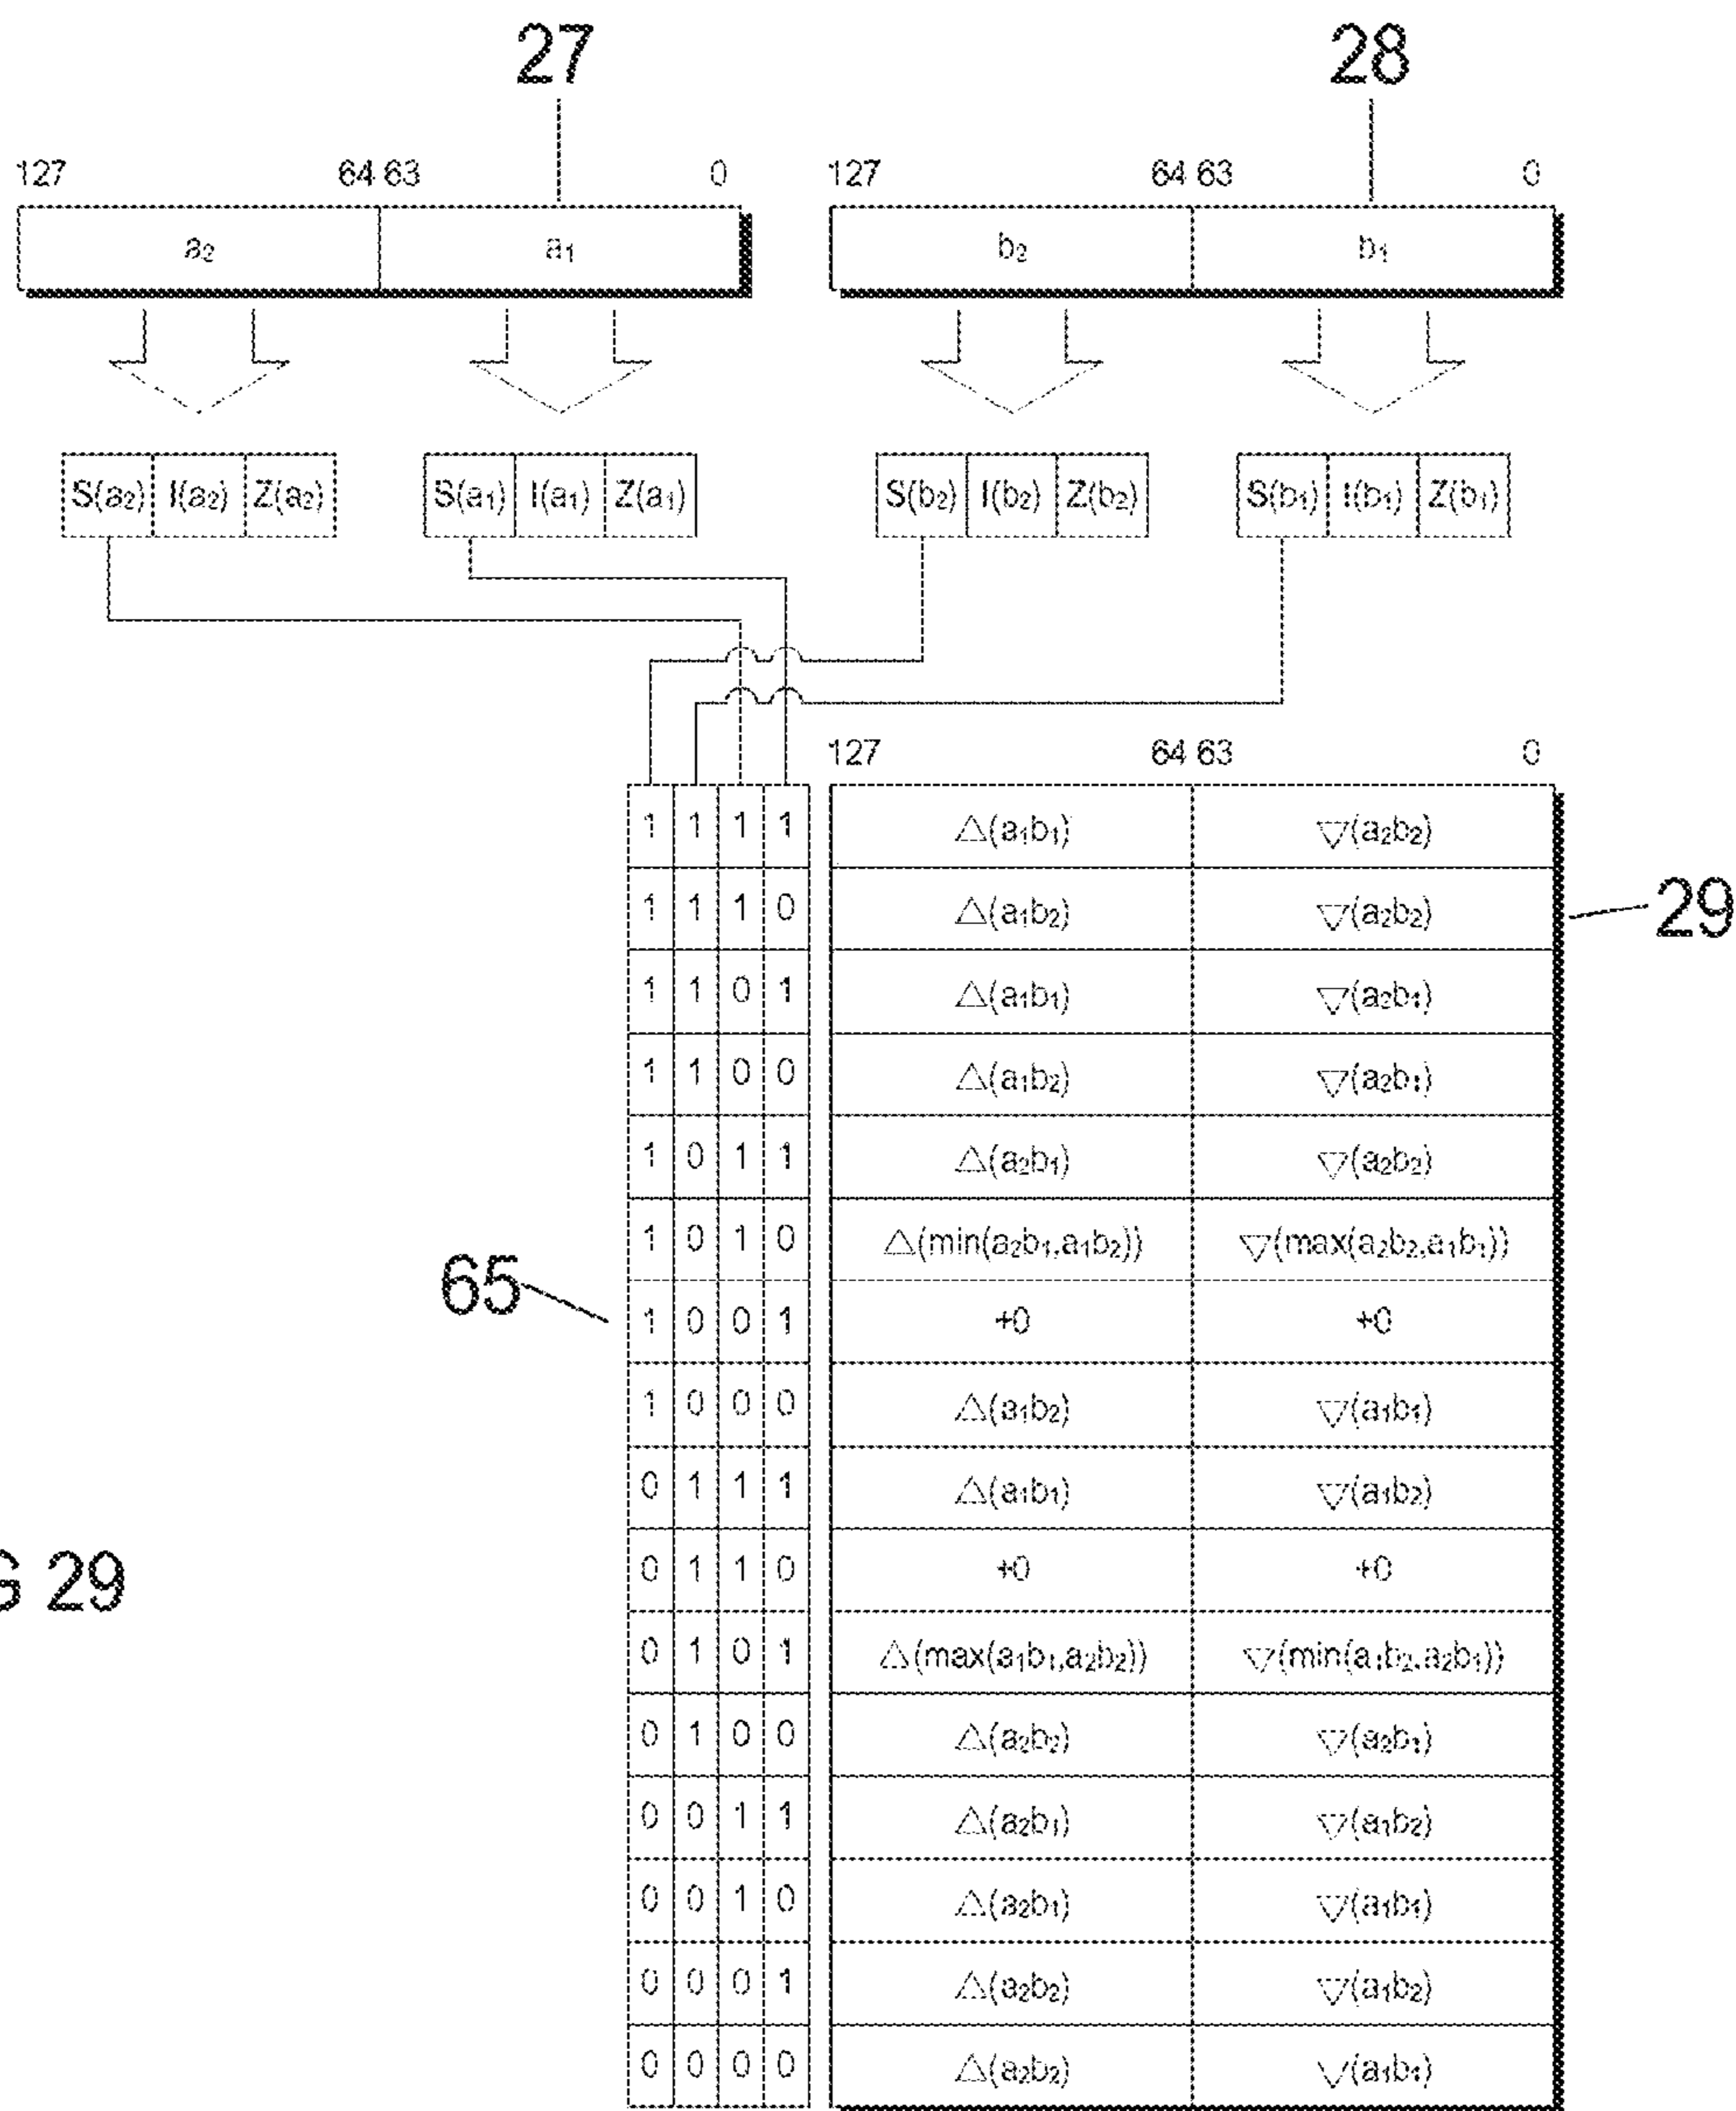 27 28
127 64 63 0 127 64 63 0
a₂ a₁ b₂ b₁
S(a₂) I(a₂) Z(a₂) S(a₁) I(a₁) Z(a₁) S(b₂) I(b₂) Z(b₂) S(b₁) I(b₁) Z(b₁)
127 64 63 0
1 1 1 1 △(a₁b₁) ▽(a₂b₂)
1 1 1 0 △(a₁b₂) ▽(a₂b₂)
29
1 1 0 1 △(a₁b₁) ▽(a₂b₁)
1 1 0 0 △(a₁b₂) ▽(a₂b₁)
1 0 1 1 △(a₂b₁) ▽(a₂b₂)
1 0 1 0 △(min(a₂b₁,a₁b₂)) ▽(max(a₂b₂,a₁b₁))
65
1 0 0 1 +0 +0
1 0 0 0 △(a₁b₂) ▽(a₁b₁)
0 1 1 1 △(a₁b₁) ▽(a₁b₂)
0 1 1 0 +0 +0
G 29
0 1 0 1 △(max(a₁b₁,a₂b₂)) ▽(min(a₁b₂,a₂b₁))
0 1 0 0 △(a₂b₂) ▽(a₂b₁)
0 0 1 1 △(a₂b₁) ▽(a₁b₂)
0 0 1 0 △(a₂b₁) ▽(a₁b₁)
0 0 0 1 △(a₂b₂) ▽(a₁b₂)
0 0 0 0 △(a₂b₂) ▽(a₁b₁)